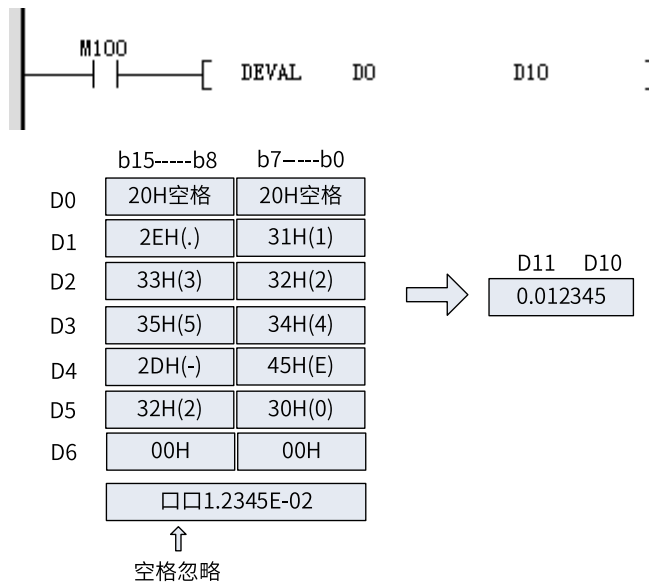 M100
[ DEVAL D0 D10 ]
b15-----b8 b7-----b0
D0 20H空格 20H空格
D1 2EH(.) 31H(1)
D2 33H(3) 32H(2)
D11 D10
D3 35H(5) 34H(4)
0.012345
D4 2DH(-) 45H(E)
D5 32H(2) 30H(0)
D6 00H 00H
口口1.2345E-02
空格忽略